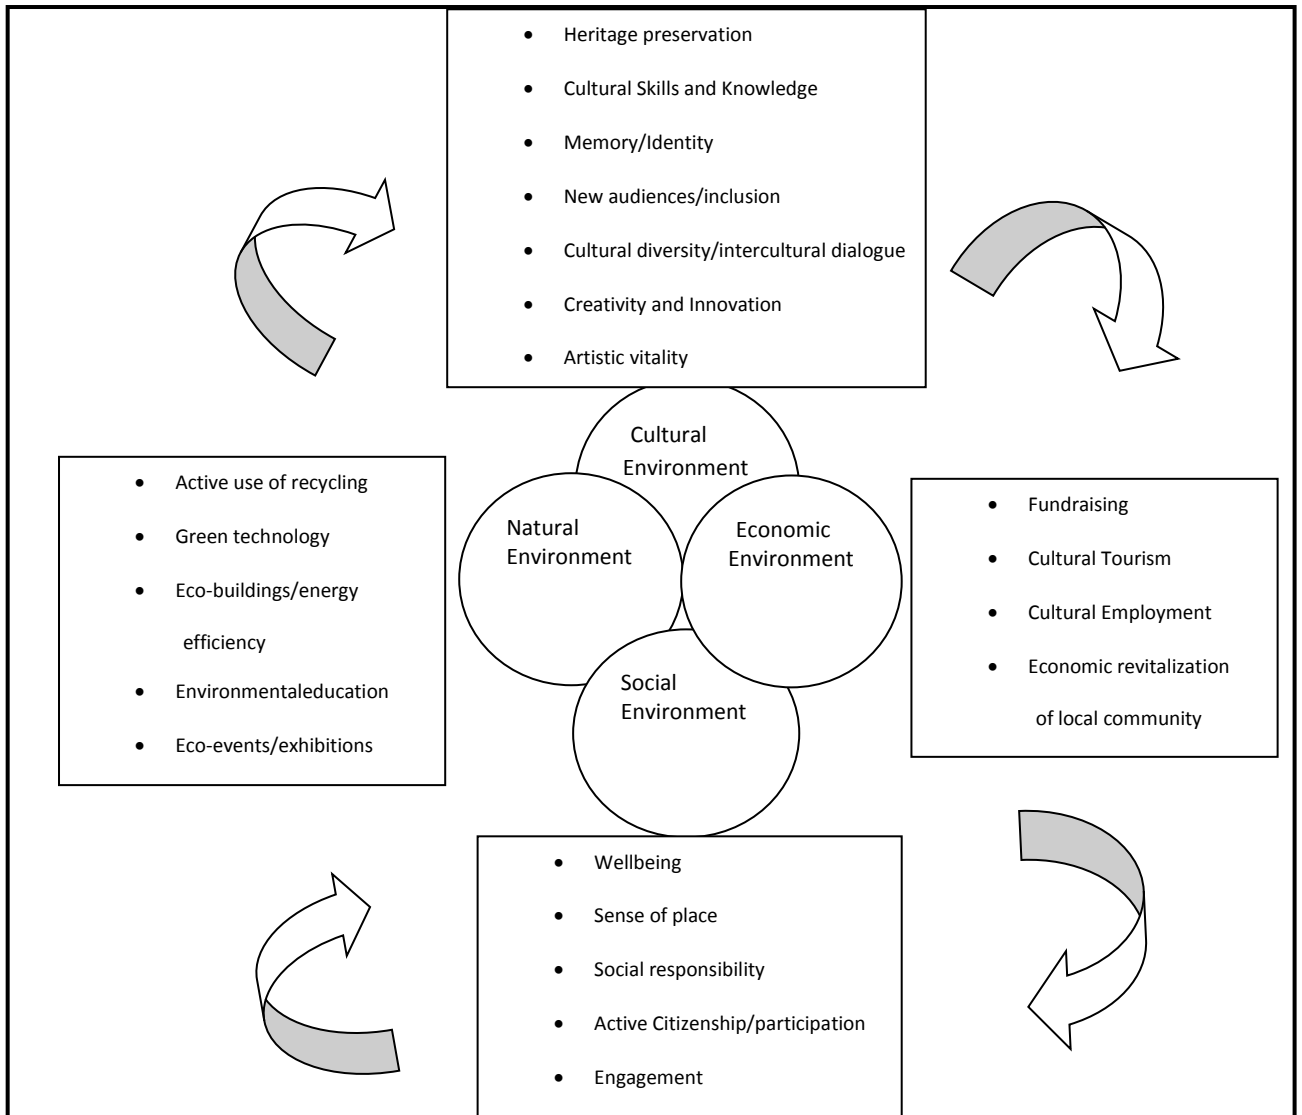 • Heritage preservation
• Cultural Skills and Knowledge
• Memory/Identity
• New audiences/inclusion
• Cultural diversity/intercultural dialogue
• Creativity and Innovation
• Artistic vitality
Cultural
Environment
Natural
Environment
Economic
Environment
Social
Environment
• Active use of recycling
• Green technology
• Eco-buildings/energy
efficiency
• Environmentaleducation
• Eco-events/exhibitions
• Fundraising
• Cultural Tourism
• Cultural Employment
• Economic revitalization
of local community
• Wellbeing
• Sense of place
• Social responsibility
• Active Citizenship/participation
• Engagement